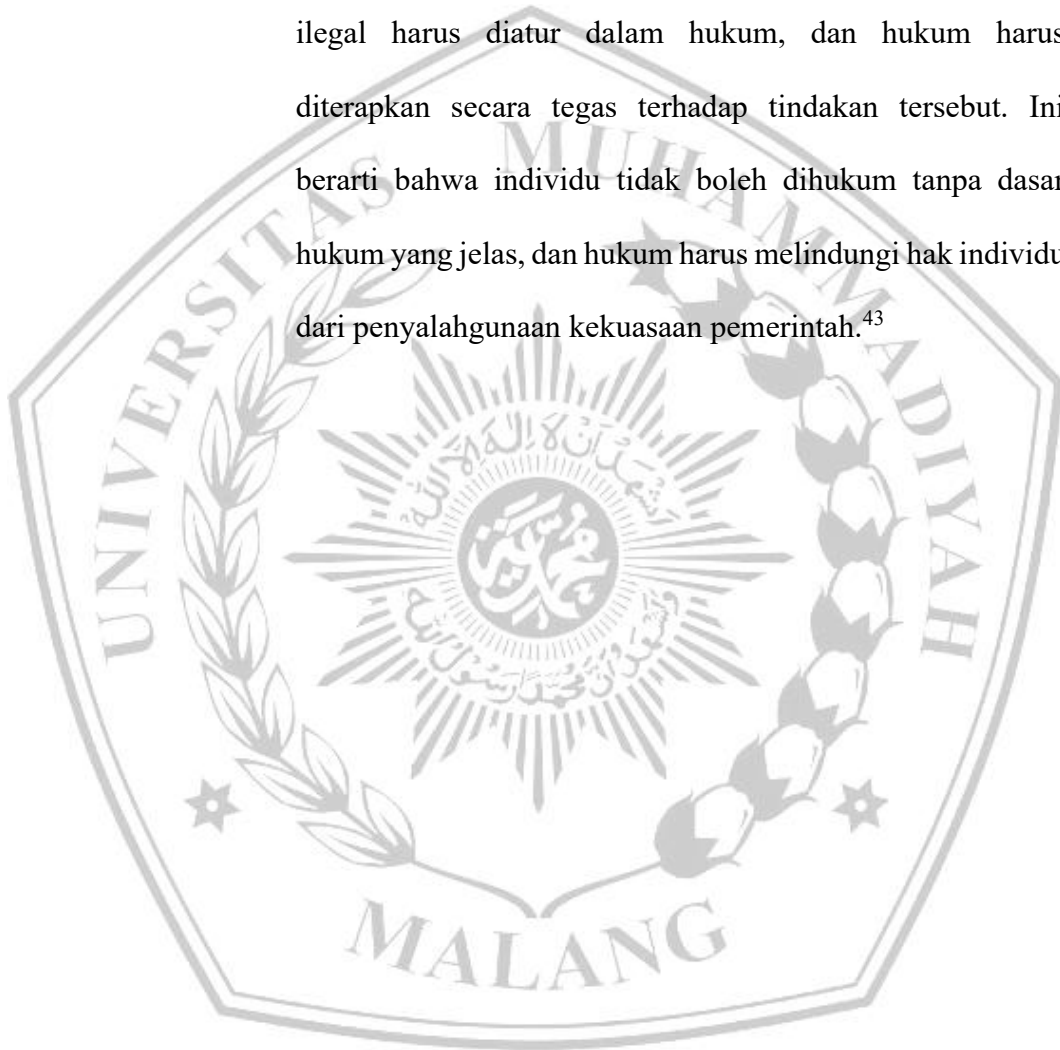 ilegal harus diatur dalam hukum, dan hukum harus
diterapkan secara tegas terhadap tindakan tersebut. Ini
berarti bahwa individu tidak boleh dihukum tanpa dasar
hukum yang jelas, dan hukum harus melindungi hak individu
dari penyalahgunaan kekuasaan pemerintah.43
UNIVERSITAS MUHAMMADIYAH
MALANG